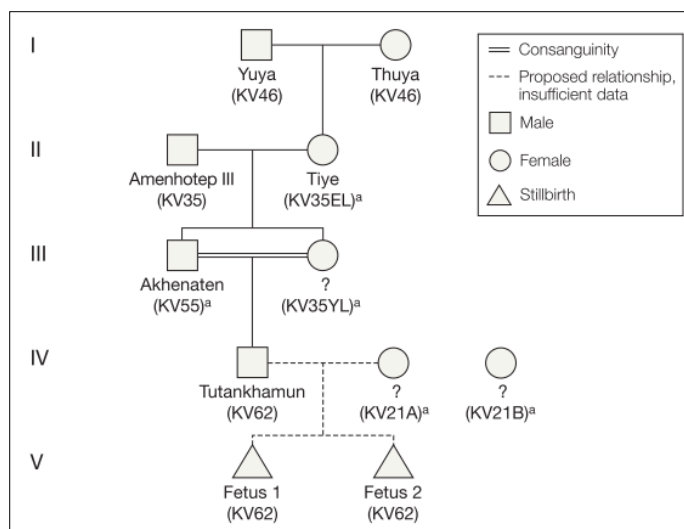 I
Yuya
(KV46)
Thuya
(KV46)
Consanguinity
Proposed relationship,
insufficient data
Male
Female
Stillbirth
II
Amenhotep III
(KV35)
Tiye
(KV35EL)ᵃ
III
Akhenaten
(KV55)ᵃ
?
(KV35YL)ᵃ
IV
Tutankhamun
(KV62)
?
(KV21A)ᵃ
?
(KV21B)ᵃ
V
Fetus 1
(KV62)
Fetus 2
(KV62)